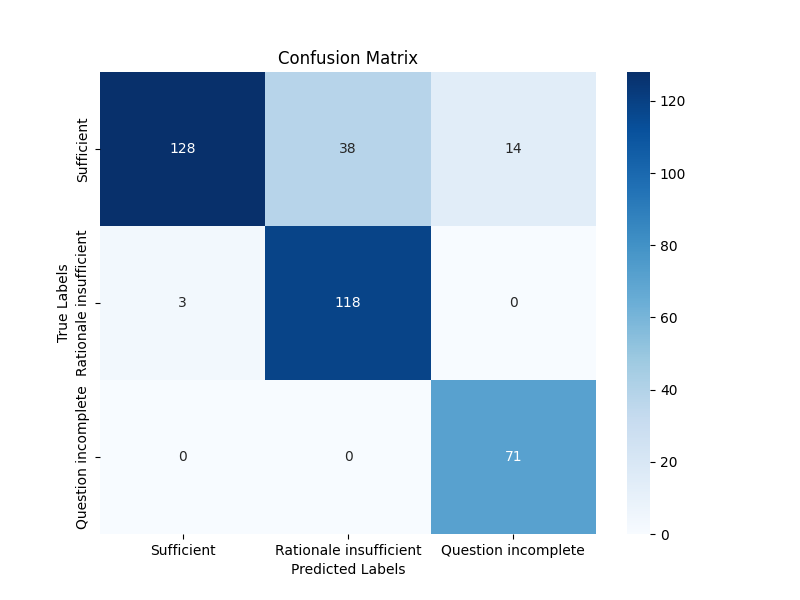 Confusion Matrix
True Labels
Sufficient
128 38 14
Rationale insufficient
3 118 0
Question incomplete
0 0 71
Sufficient Rationale insufficient Question incomplete
Predicted Labels
120
100
80
60
40
20
0